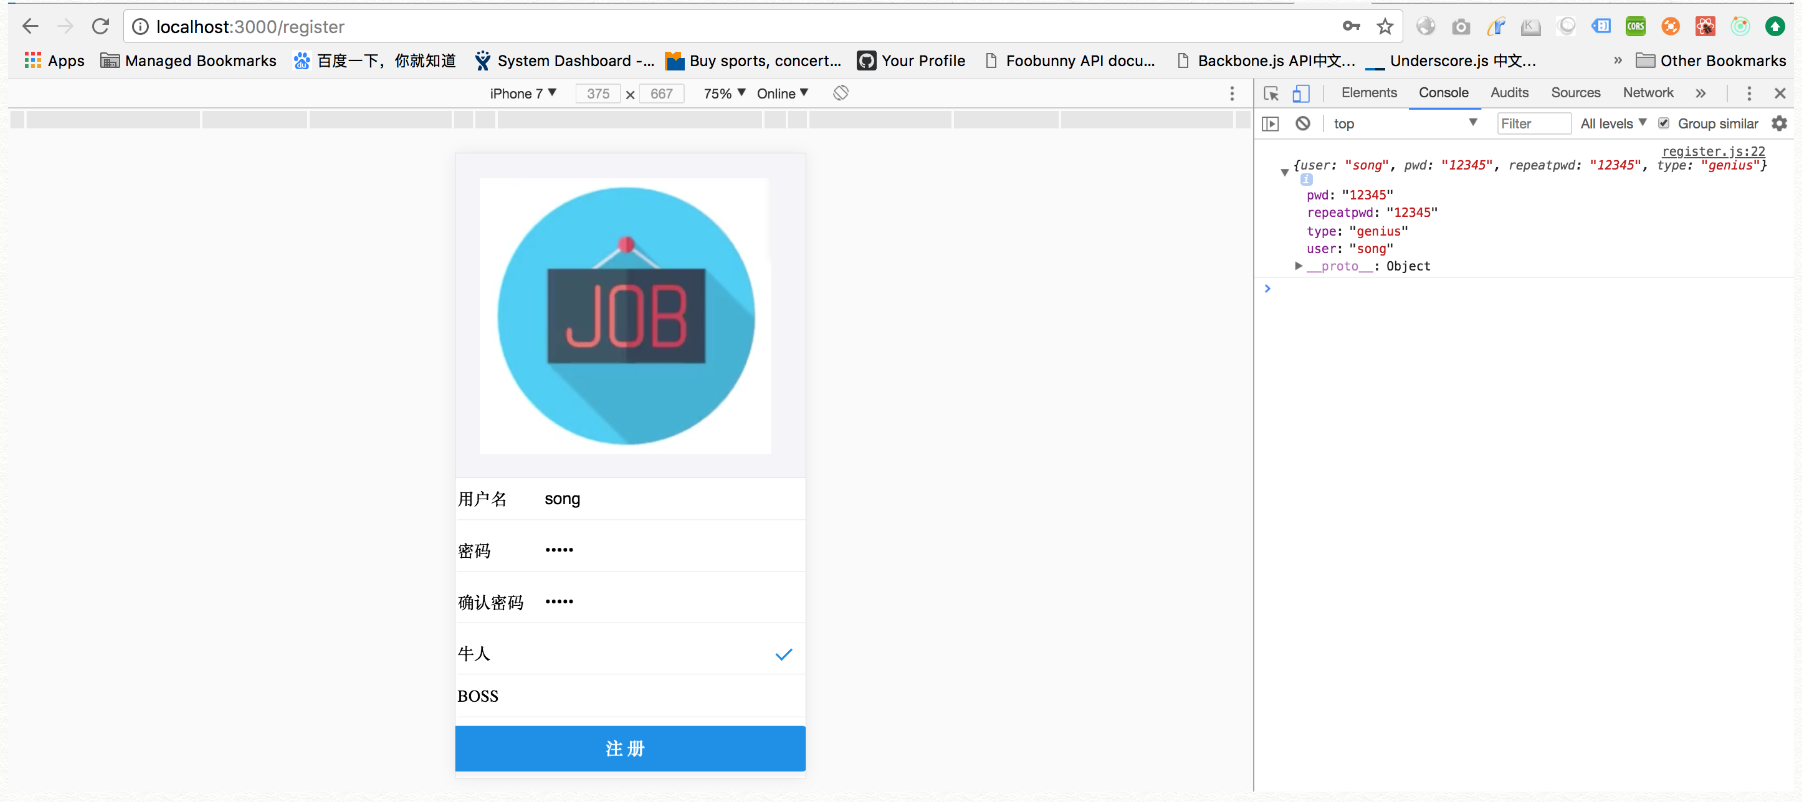 localhost:3000/register
Apps Managed Bookmarks 百度一下，你就知道 System Dashboard -... Buy sports, concert... Your Profile Foobunny API docu... Backbone.js API中文... Underscore.js 中文... » Other Bookmarks
iPhone 7 ▼ 375 x 667 75% ▼ Online ▼
Elements Console Audits Sources Network »
top ▼ Filter All levels ▼ Group similar
register.js:22
{user: "song", pwd: "12345", repeatpwd: "12345", type: "genius"}
i
pwd: "12345"
repeatpwd: "12345"
type: "genius"
user: "song"
__proto__: Object
JOB
用户名 song
密码 •••••
确认密码 •••••
牛人
BOSS
注 册
CORS
K